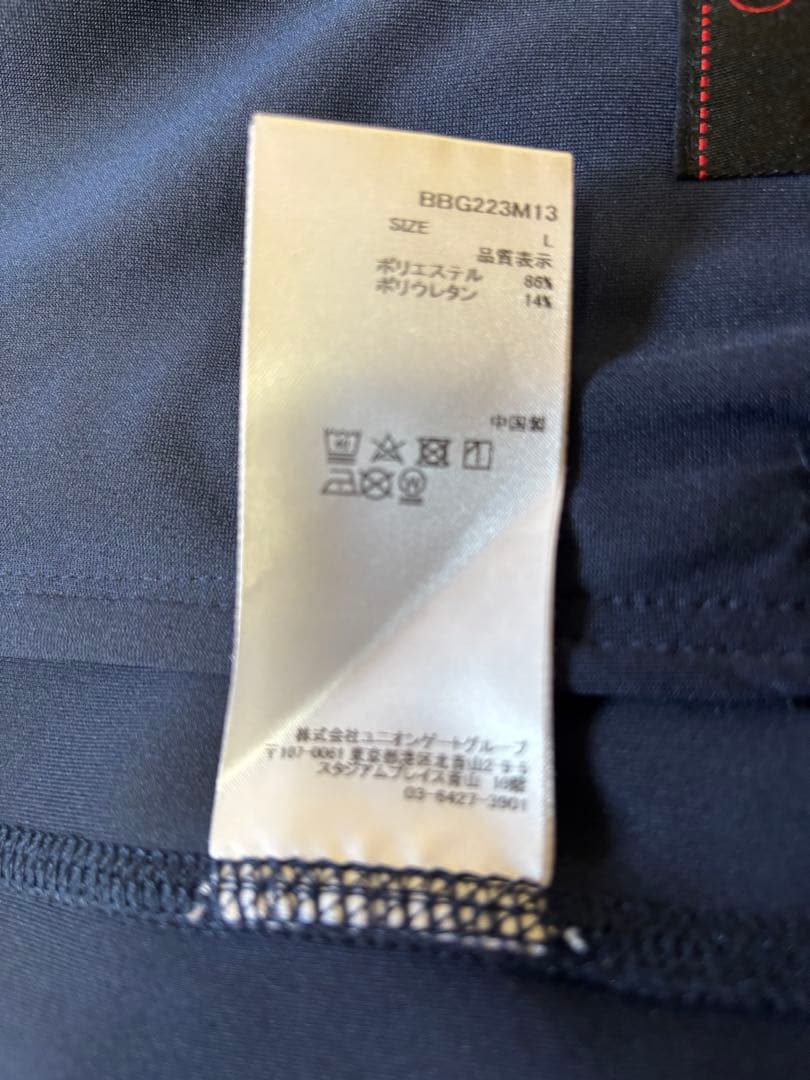 BBG223M13
SIZE L
品質表示
ポリエステル 86%
ポリウレタン 14%
中国製
株式会社ユニオンゲートグループ
〒107-0061 東京都港区北青山2-9-5
スタジアムプレイス青山 10階
03-6427-3901